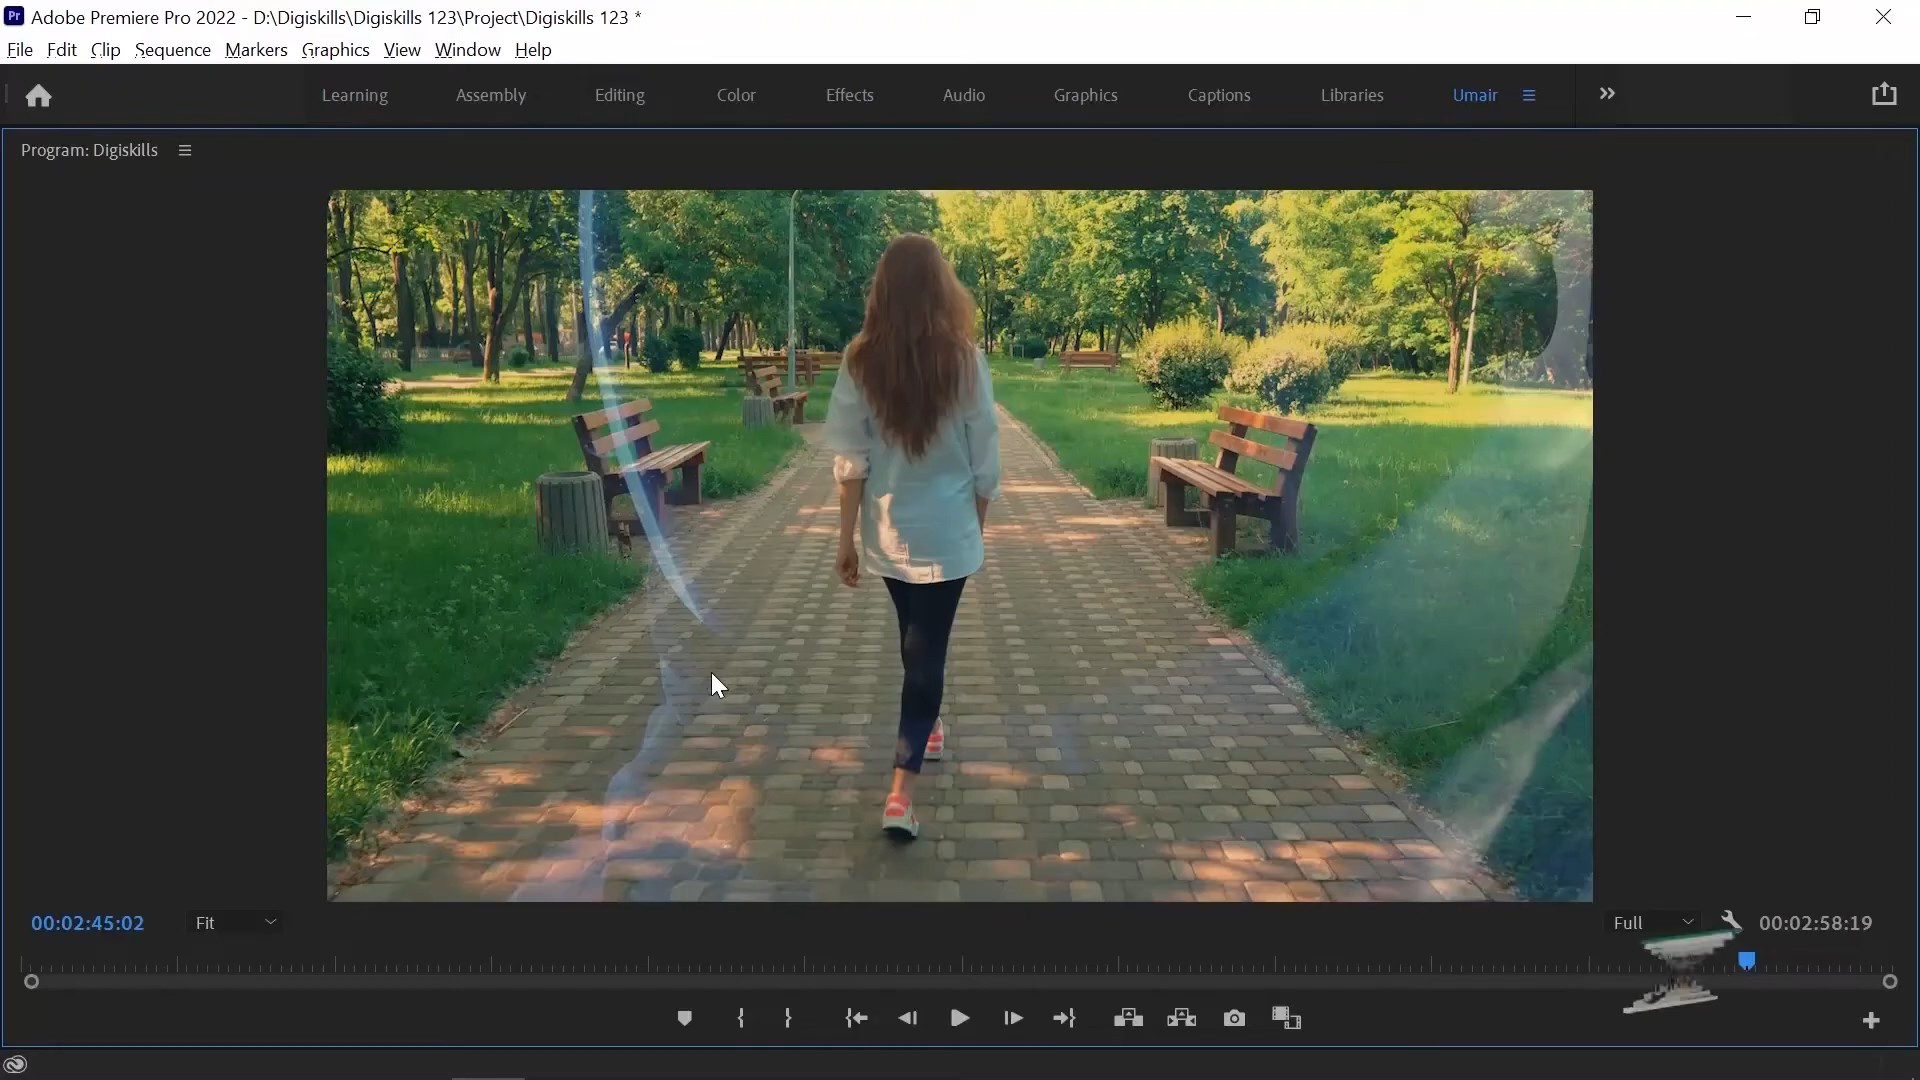 Pr Adobe Premiere Pro 2022 - D:\Digiskills\Digiskills 123\Project\Digiskills 123 *
File Edit Clip Sequence Markers Graphics View Window Help
Learning Assembly Editing Color Effects Audio Graphics Captions Libraries Umair
Program: Digiskills
00:02:45:02 Fit Full 00:02:58:19